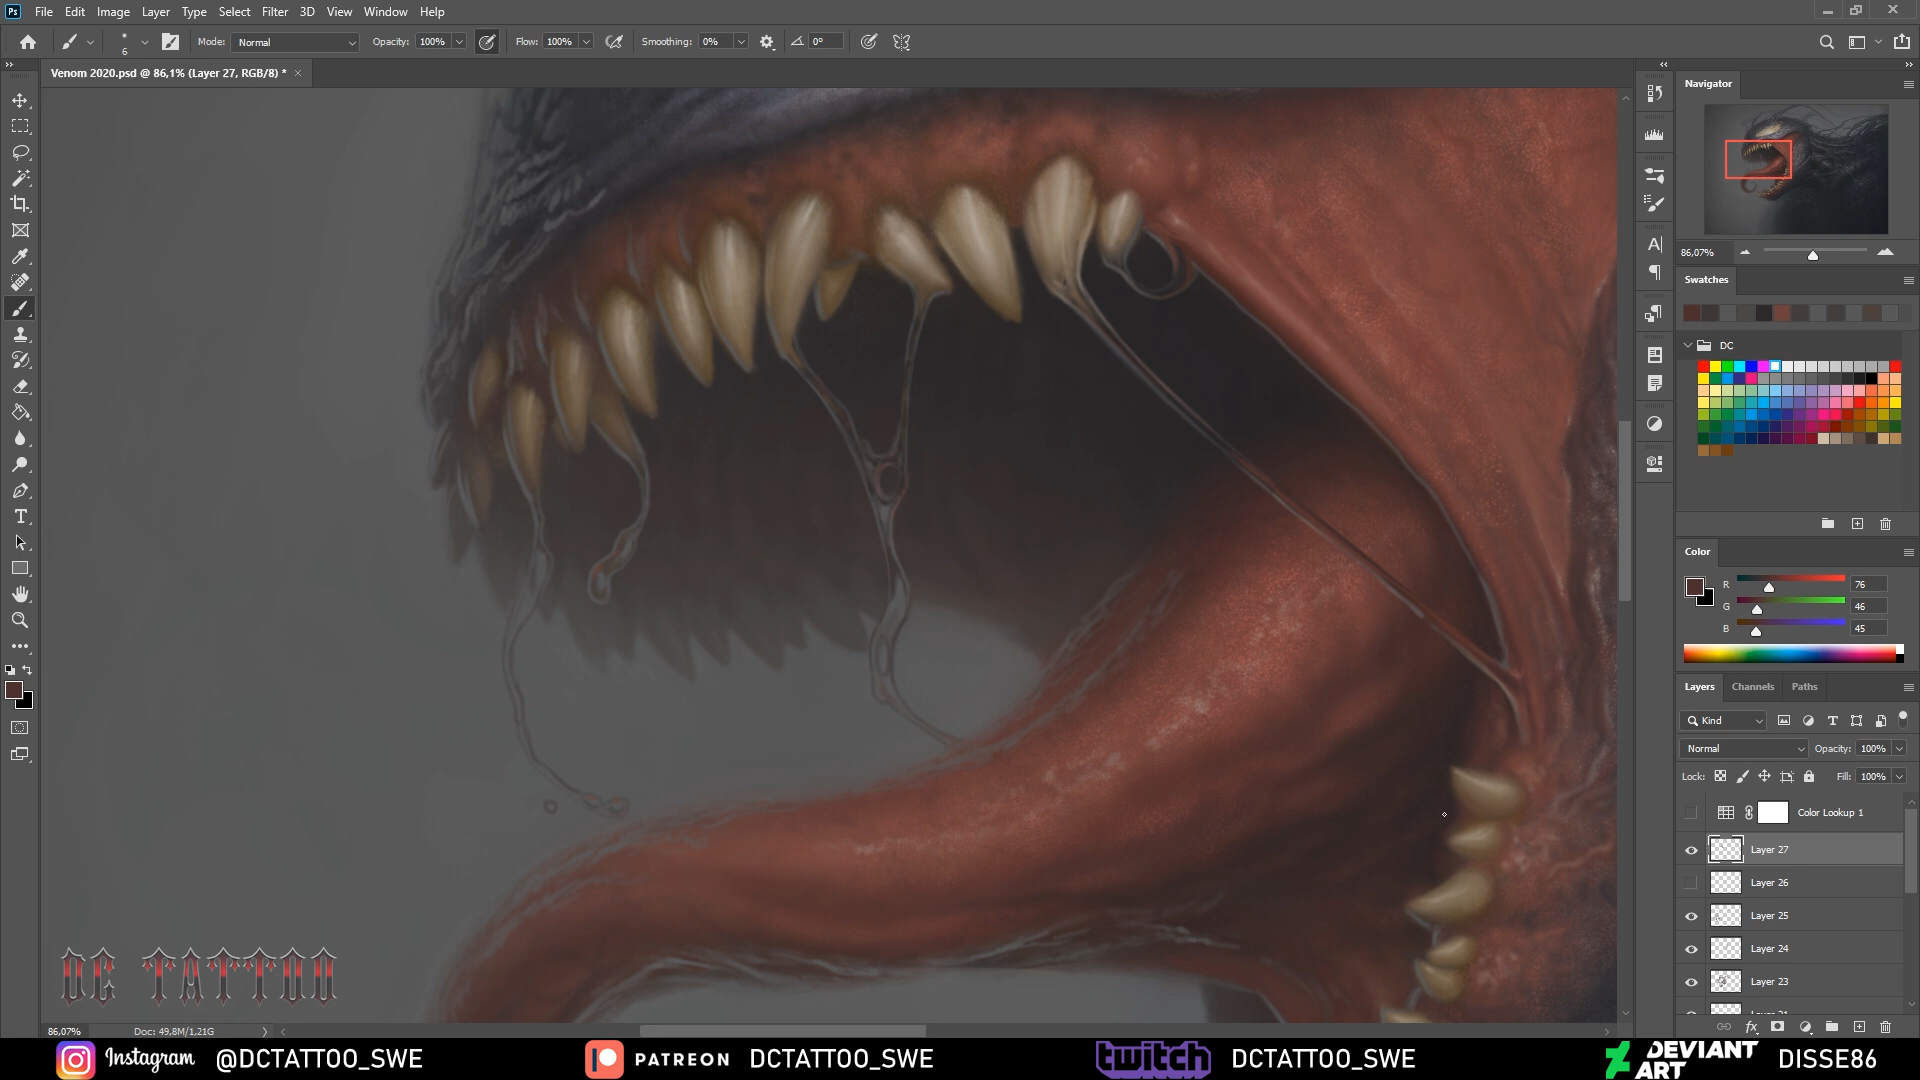 Ps File Edit Image Layer Type Select Filter 3D View Window Help
6 Mode: Normal Opacity: 100% Flow: 100% Smoothing: 0% 0°
Venom 2020.psd @ 86,1% (Layer 27, RGB/8) * ×
Navigator
86,07%
Swatches
DC
Color
R 76
G 46
B 45
Layers Channels Paths
Kind
Normal Opacity: 100%
Lock: Fill: 100%
Color Lookup 1
Layer 27
Layer 26
Layer 25
Layer 24
Layer 23
DC TATTOO
86,07% Doc: 49,8M/1,21G
Instagram @DCTATTOO_SWE PATREON DCTATTOO_SWE twitch DCTATTOO_SWE DEVIANT ART DISSE86